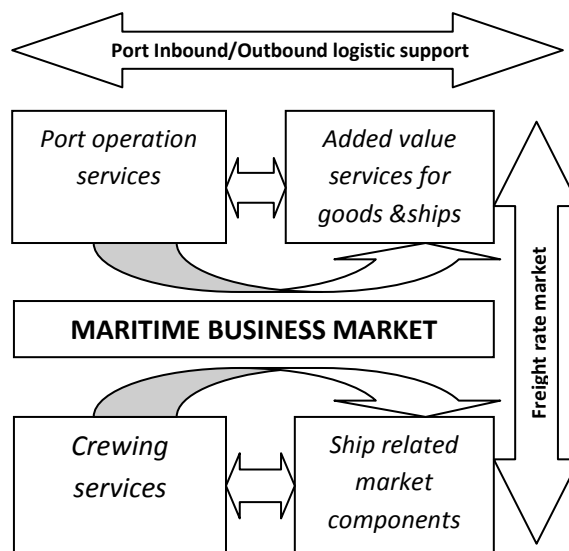 Port Inbound/Outbound logistic support
Port operation
services
Added value
services for
goods &ships
MARITIME BUSINESS MARKET
Freight rate market
Crewing
services
Ship related
market
components